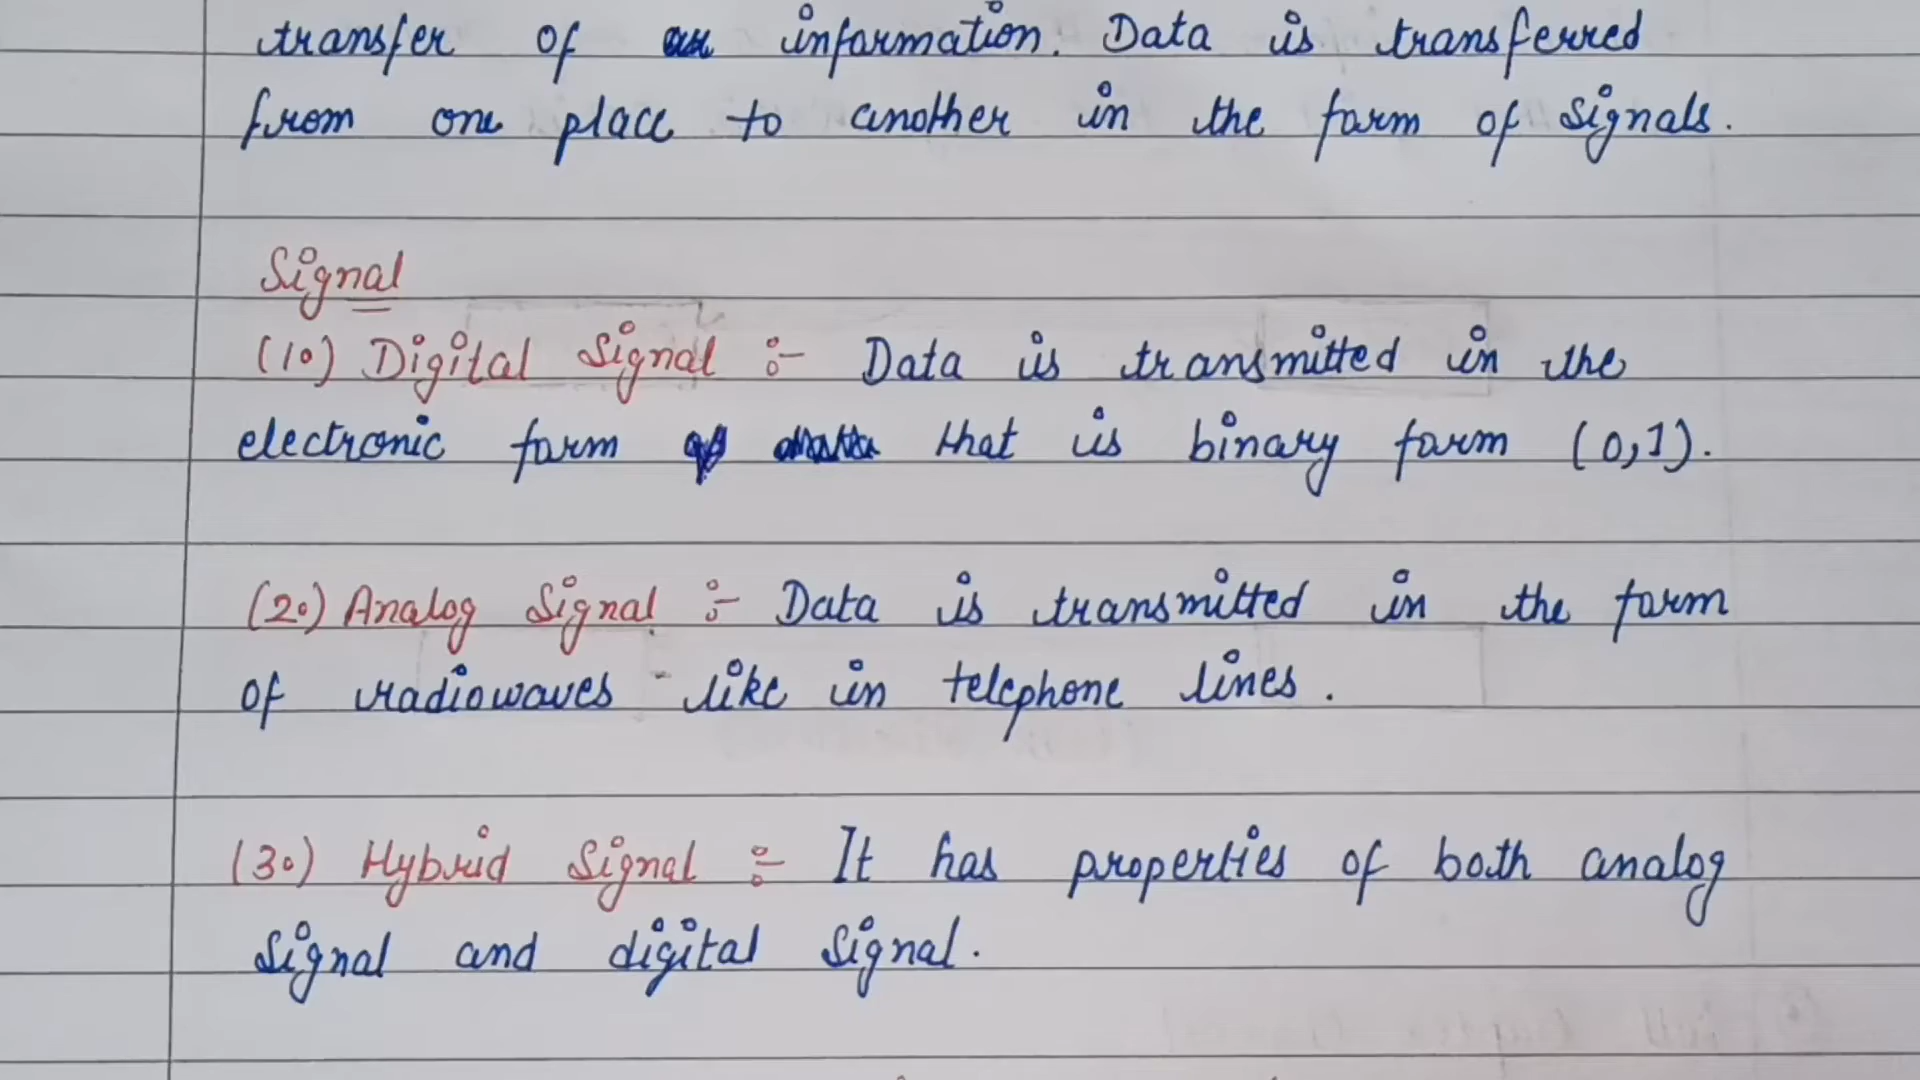 transfer of information. Data is transferred
from one place to another in the form of signals.
Signal
(1.) Digital Signal :- Data is transmitted in the
electronic form that is binary form (0,1).
(2.) Analog Signal :- Data is transmitted in the form
of radiowaves like in telephone lines.
(3.) Hybrid Signal :- It has properties of both analog
signal and digital signal.